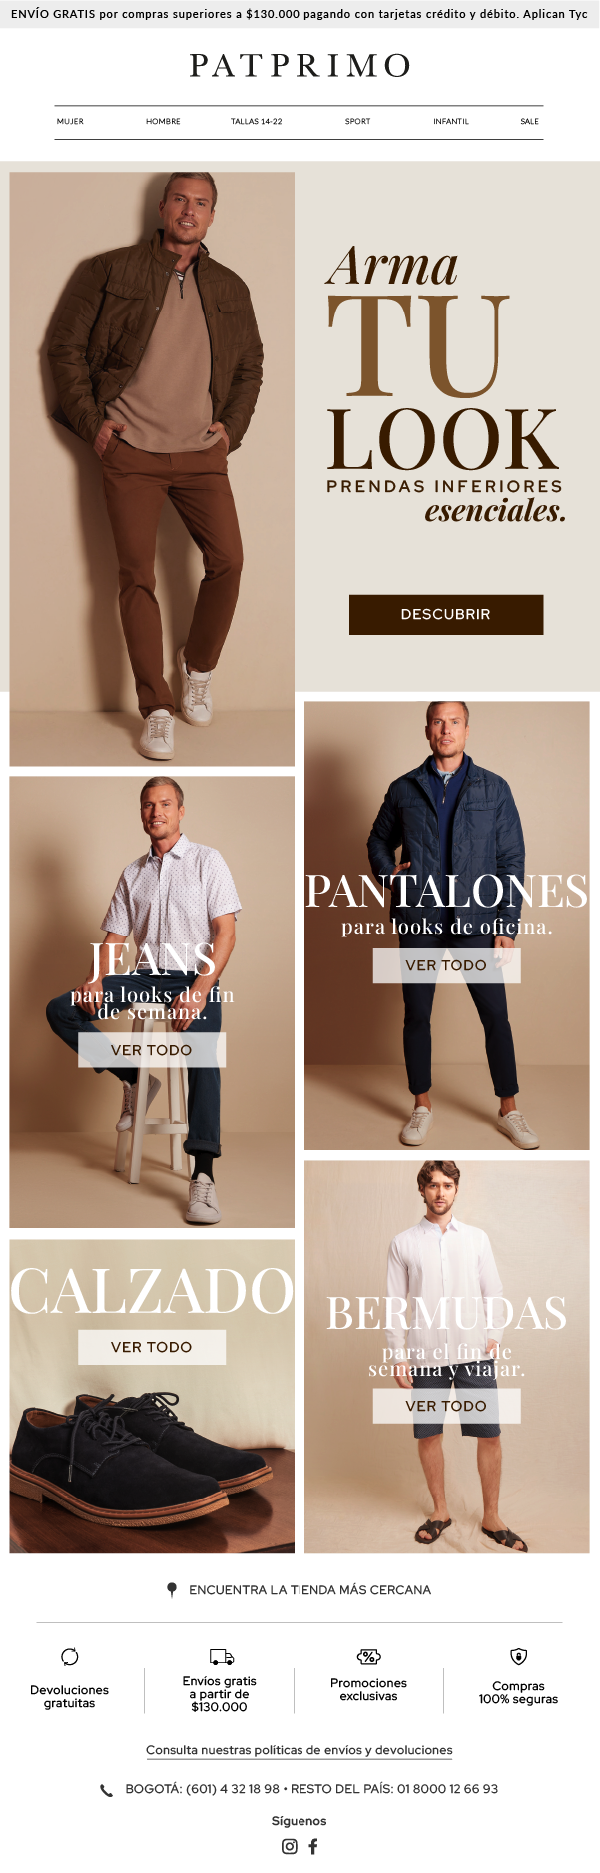 ENVÍO GRATIS por compras superiores a $130.000 pagando con tarjetas crédito y débito. Aplican Tyc
PATPRIMO
MUJER HOMBRE TALLAS 14-22 SPORT INFANTIL SALE
Arma
TU
LOOK
PRENDAS INFERIORES
esenciales.
DESCUBRIR
PANTALONES
para looks de oficina.
VER TODO
JEANS
para looks de fin
de semana.
VER TODO
CALZADO
VER TODO
BERMUDAS
para el fin de
semana y viajar.
VER TODO
ENCUENTRA LA TIENDA MÁS CERCANA
Devoluciones
gratuitas
Envíos gratis
a partir de
$130.000
Promociones
exclusivas
Compras
100% seguras
Consulta nuestras políticas de envíos y devoluciones
BOGOTÁ: (601) 4 32 18 98 • RESTO DEL PAÍS: 01 8000 12 66 93
Síguenos